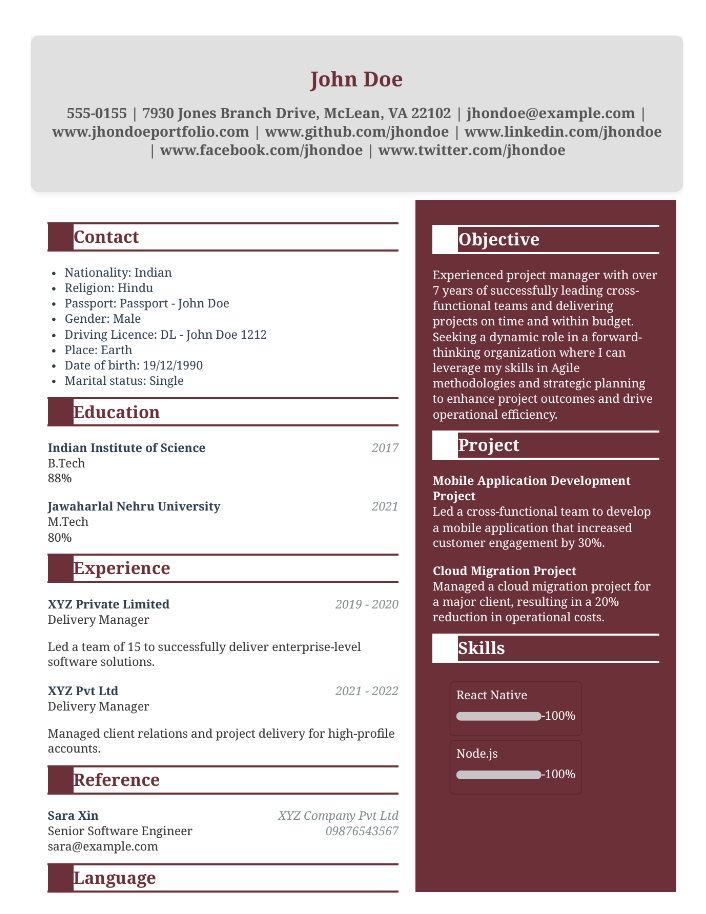 John Doe
555-0155 | 7930 Jones Branch Drive, McLean, VA 22102 | jhondoe@example.com |
www.jhondoeportfolio.com | www.github.com/jhondoe | www.linkedin.com/jhondoe
| www.facebook.com/jhondoe | www.twitter.com/jhondoe
Contact
• Nationality: Indian
• Religion: Hindu
• Passport: Passport - John Doe
• Gender: Male
• Driving Licence: DL - John Doe 1212
• Place: Earth
• Date of birth: 19/12/1990
• Marital status: Single
Education
Indian Institute of Science 2017
B.Tech
88%
Jawaharlal Nehru University 2021
M.Tech
80%
Experience
XYZ Private Limited 2019 - 2020
Delivery Manager
Led a team of 15 to successfully deliver enterprise-level
software solutions.
XYZ Pvt Ltd 2021 - 2022
Delivery Manager
Managed client relations and project delivery for high-profile
accounts.
Reference
Sara Xin XYZ Company Pvt Ltd
Senior Software Engineer 09876543567
sara@example.com
Language
Objective
Experienced project manager with over
7 years of successfully leading cross-
functional teams and delivering
projects on time and within budget.
Seeking a dynamic role in a forward-
thinking organization where I can
leverage my skills in Agile
methodologies and strategic planning
to enhance project outcomes and drive
operational efficiency.
Project
Mobile Application Development
Project
Led a cross-functional team to develop
a mobile application that increased
customer engagement by 30%.
Cloud Migration Project
Managed a cloud migration project for
a major client, resulting in a 20%
reduction in operational costs.
Skills
React Native
-100%
Node.js
-100%